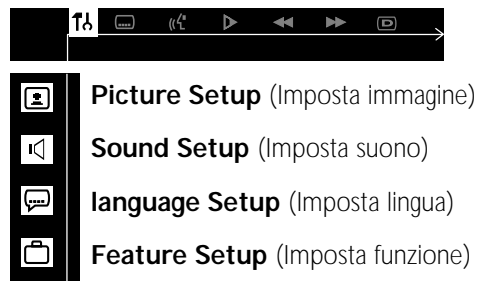 Picture Setup (Imposta immagine)
Sound Setup (Imposta suono)
language Setup (Imposta lingua)
Feature Setup (Imposta funzione)